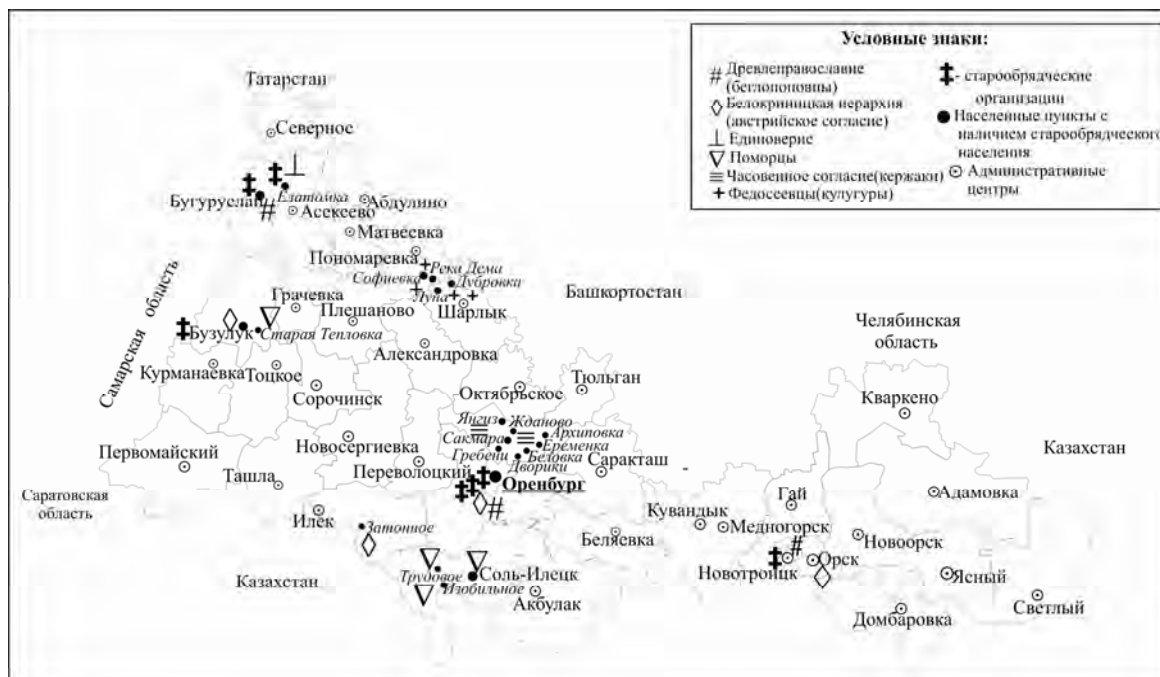 Условные знаки:
Древлеправославие
(беглопоповцы)
Белокриницкая иерархия
(австрийское согласие)
Единоверие
Поморцы
Часовенное согласие(кержаки)
Федосеевцы(кулугуры)
- старообрядческие
организации
Населенные пункты с
наличием старообрядческого
населения
Административные
центры
Татарстан
Северное
Елатомка
Бугуруслан
Асекеево
Абдулино
Матвеевка
Пономаревка
Река Дема
Софиевка
Дубровка
Лупа
Шарлык
Башкортостан
Самарская область
Грачевка
Плешаново
Бузулук
Старая Тепловка
Александровка
Челябинская
область
Курманаевка
Тоцкое
Сорочинск
Октябрьское
Тюльган
Кваркено
Янгиз
Жданово
Архиповка
Сакмара
Еременка
Гребени
Беловка
Дворики
Новосергиевка
Первомайский
Переволоцкий
Саракташ
Казахстан
Ташла
Оренбург
Саратовская
область
Илек
Гай
Адамовка
Затонное
Кувандык
Медногорск
Беляевка
Новоорск
Казахстан
Трудовое
Соль-Илецк
Изобильное
Акбулак
Новотроицк
Орск
Ясный
Светлый
Домбаровка